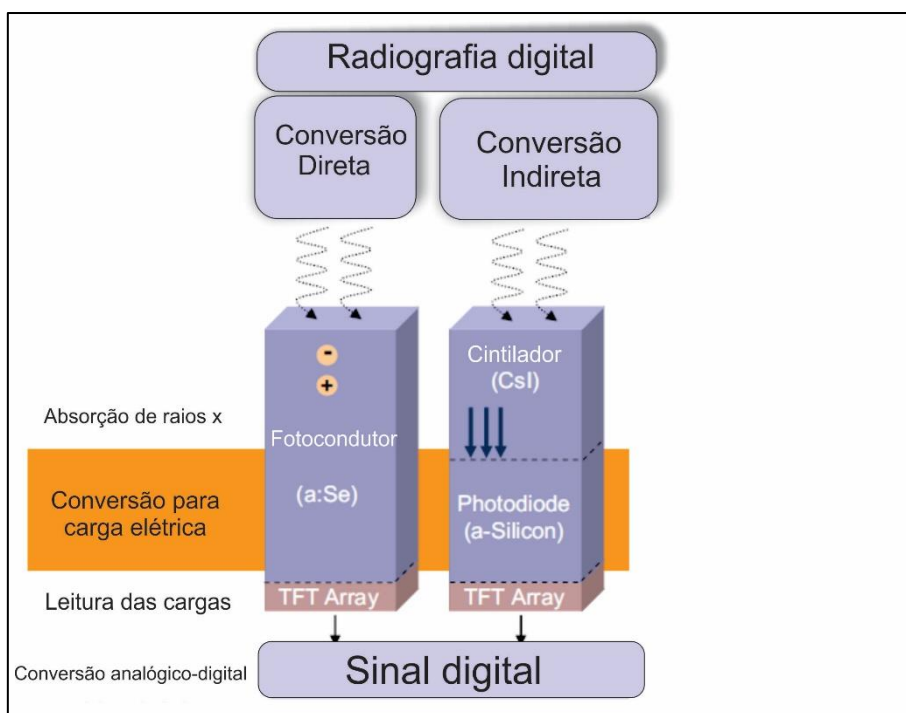 Radiografia digital
Conversão
Direta
Conversão
Indireta
-
+
Cintilador
(CsI)
Absorção de raios x
Fotocondutor
(a:Se)
Conversão para
carga elétrica
Photodiode
(a-Silicon)
Leitura das cargas
TFT Array
TFT Array
Conversão analógico-digital
Sinal digital